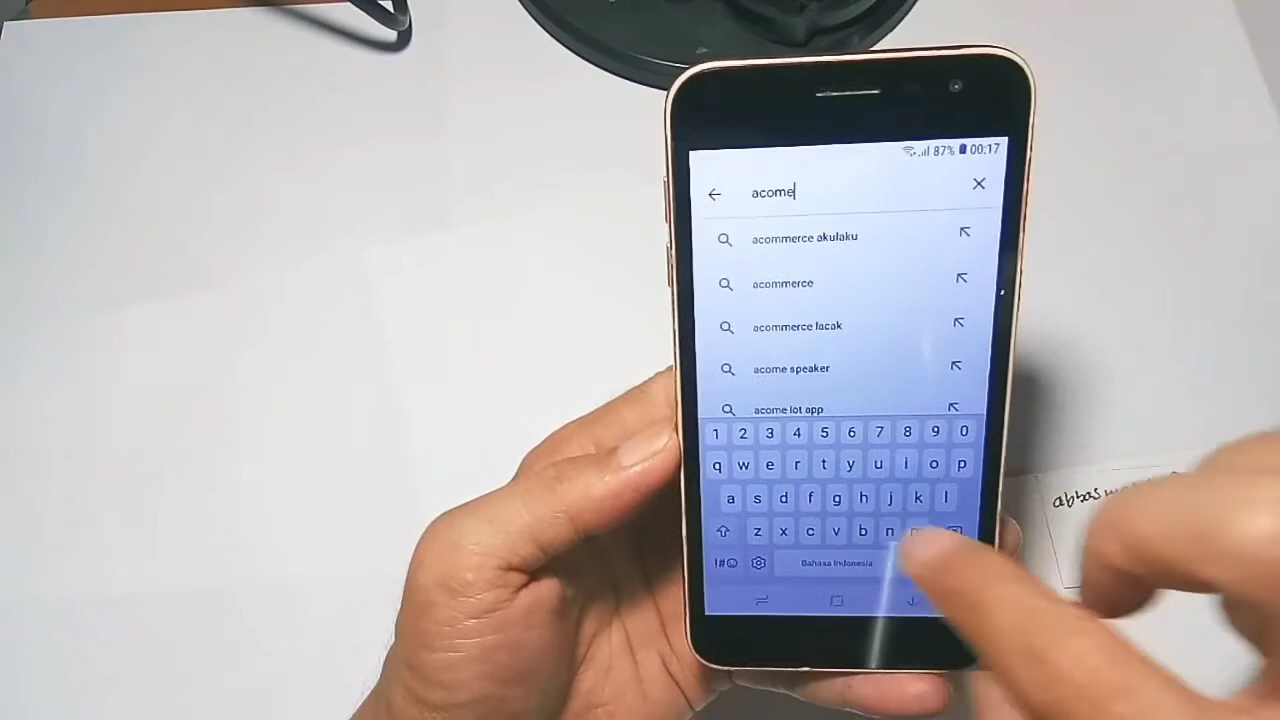 87% 00:17
acome
acommerce akulaku
acommerce
acommerce lacak
acome speaker
acome lot app
1 2 3 4 5 6 7 8 9 0
q w e r t y u i o p
a s d f g h j k l
z x c v b n
!#☺ Bahasa Indonesia
abbas